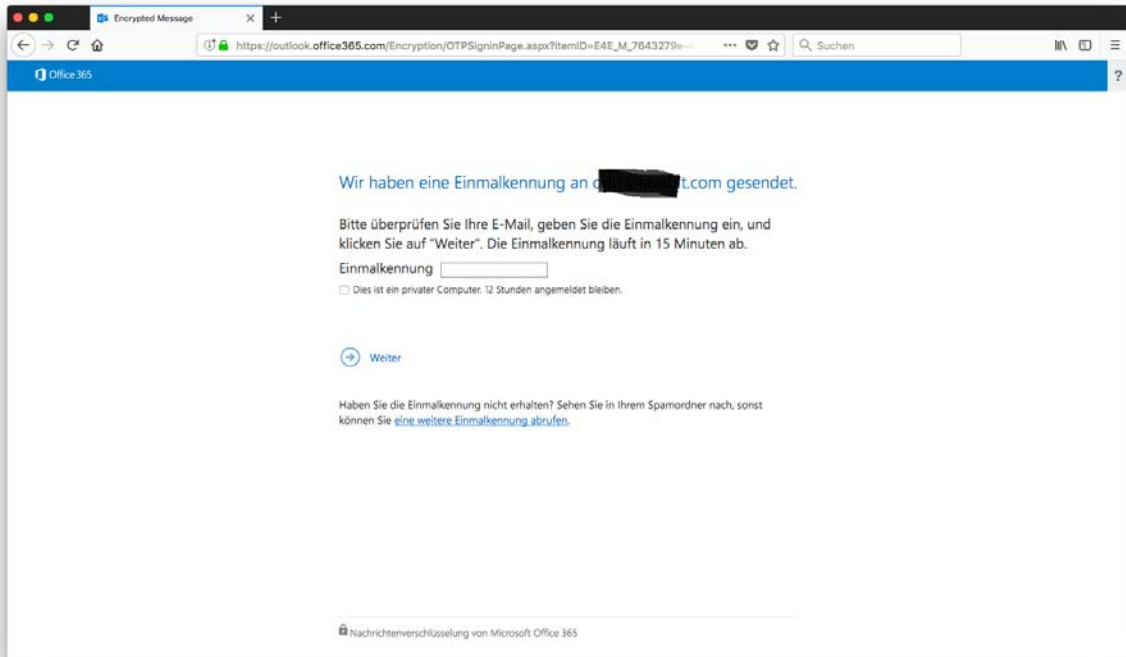 Encrypted Message
https://outlook.office365.com/Encryption/OTPSigninPage.aspx?itemID=E4E_M_7643279e-
Suchen
Office 365
?
Wir haben eine Einmalkennung an t.com gesendet.
Bitte überprüfen Sie Ihre E-Mail, geben Sie die Einmalkennung ein, und
klicken Sie auf "Weiter". Die Einmalkennung läuft in 15 Minuten ab.
Einmalkennung
Dies ist ein privater Computer. 12 Stunden angemeldet bleiben.
Weiter
Haben Sie die Einmalkennung nicht erhalten? Sehen Sie in Ihrem Spamordner nach, sonst
können Sie eine weitere Einmalkennung abrufen.
Nachrichtenverschlüsselung von Microsoft Office 365